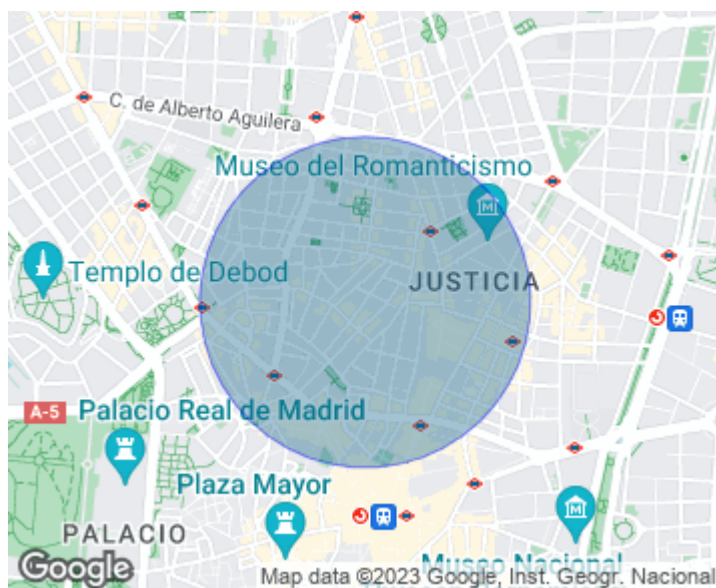 C. de Alberto Aguilera
Museo del Romanticismo
Templo de Debod
JUSTICIA
A-5
Palacio Real de Madrid
Plaza Mayor
PALACIO
Museo Nacional
Google
Map data ©2023 Google, Inst. Geogr. Nacional